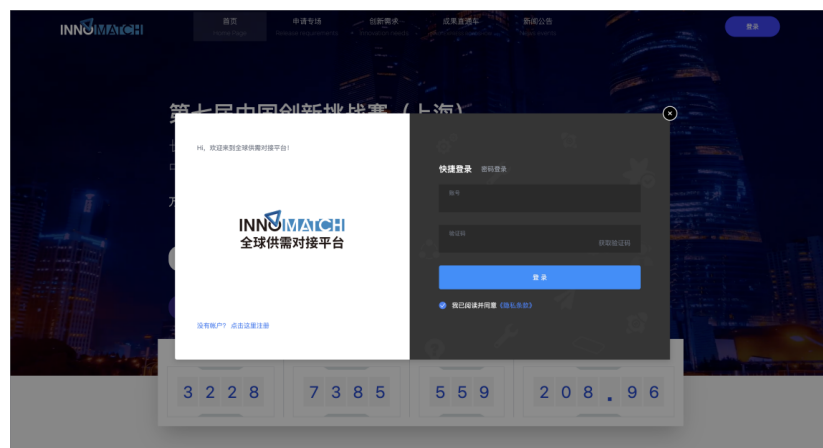 INNOMATCH
首页
申请专场
创新需求
成果直通车
新闻公告
登录
Home Page
第七届中国创新挑战赛（上海）
Hi，欢迎来到全球供需对接平台！
INNOMATCH
全球供需对接平台
没有帐户？ 点击这里注册
快捷登录 密码登录
账号
验证码
获取验证码
登 录
我已阅读并同意《隐私条款》
3228 7385 559 208.96